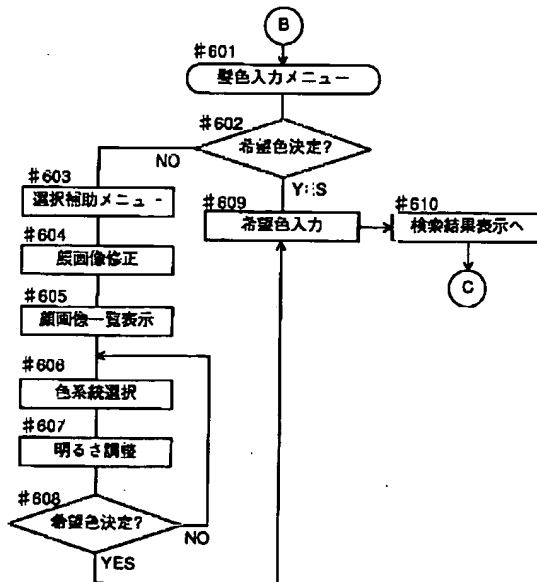 B
#601
髪色入力メニュー
#602
希望色決定?
NO
YES
#603
選択補助メニュー
#609
希望色入力
#610
検索結果表示へ
#604
顔画像修正
C
#605
顔画像一覧表示
#606
色系統選択
#607
明るさ調整
#608
希望色決定?
NO
YES